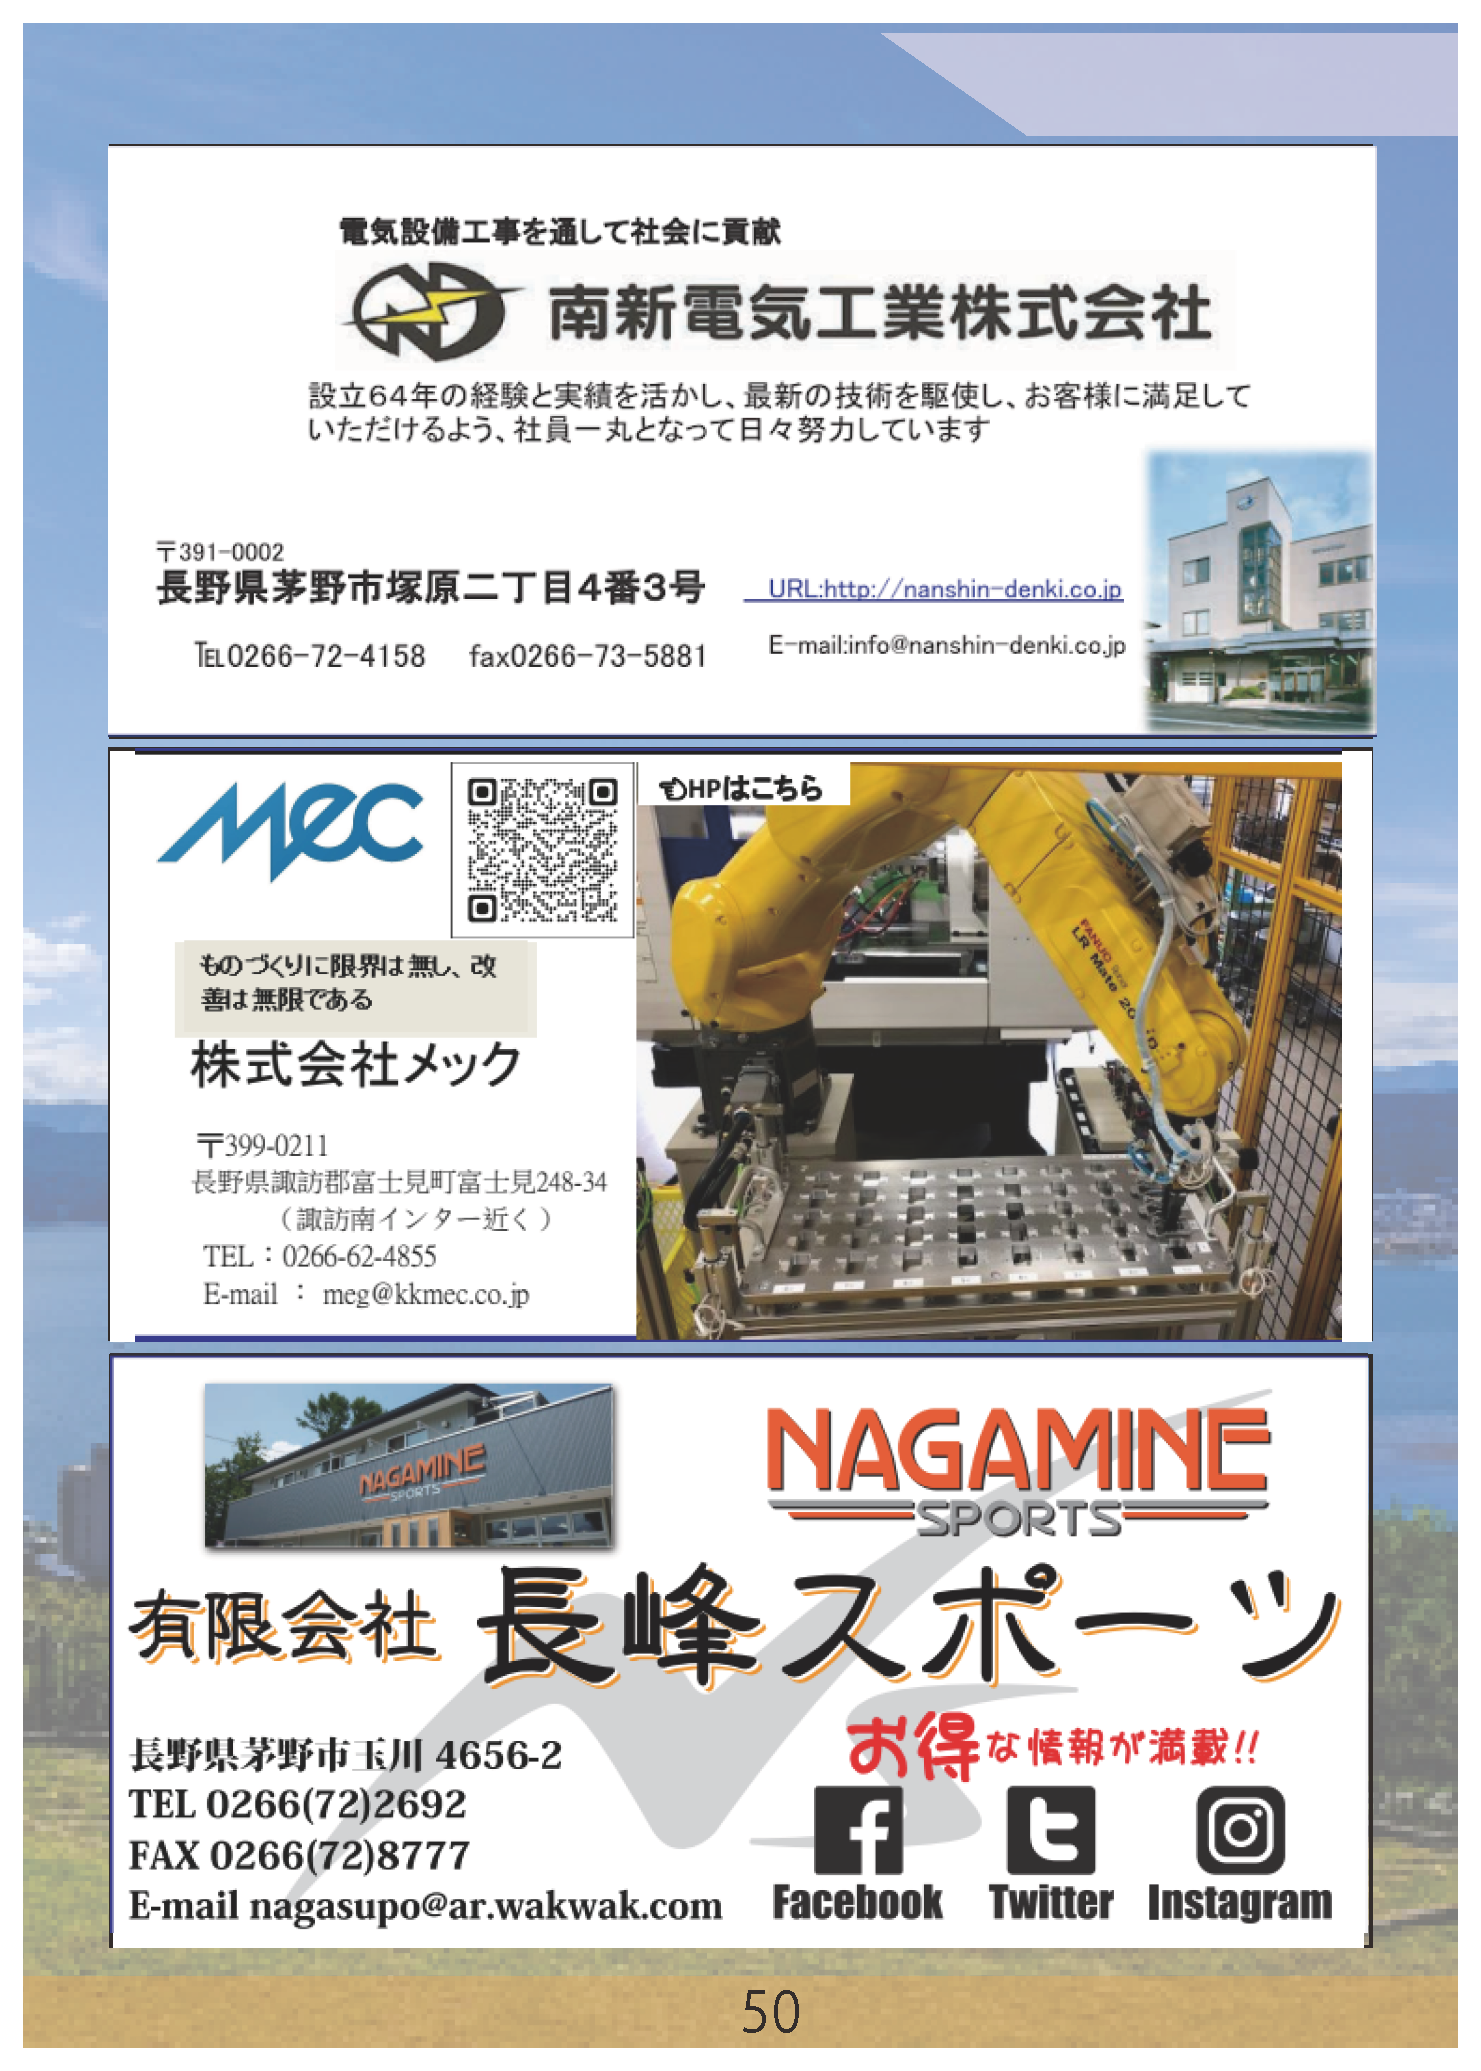 電気設備工事を通して社会に貢献
南新電気工業株式会社
設立64年の経験と実績を活かし、最新の技術を駆使し、お客様に満足して
いただけるよう、社員一丸となって日々努力しています
〒391-0002
長野県茅野市塚原二丁目4番3号
TEL0266-72-4158 fax0266-73-5881
URL:http://nanshin-denki.co.jp
E-mail:info@nanshin-denki.co.jp
mec
HPはこちら
ものづくりに限界は無し、改
善は無限である
株式会社メック
〒399-0211
長野県諏訪郡富士見町富士見248-34
（諏訪南インター近く）
TEL：0266-62-4855
E-mail ： meg@kkmec.co.jp
FANUC
LR Mate 20
NAGAMINE
SPORTS
NAGAMINE
SPORTS
有限会社 長峰スポーツ
長野県茅野市玉川 4656-2
TEL 0266(72)2692
FAX 0266(72)8777
E-mail nagasupo@ar.wakwak.com
お得な情報が満載!!
Facebook Twitter Instagram
50